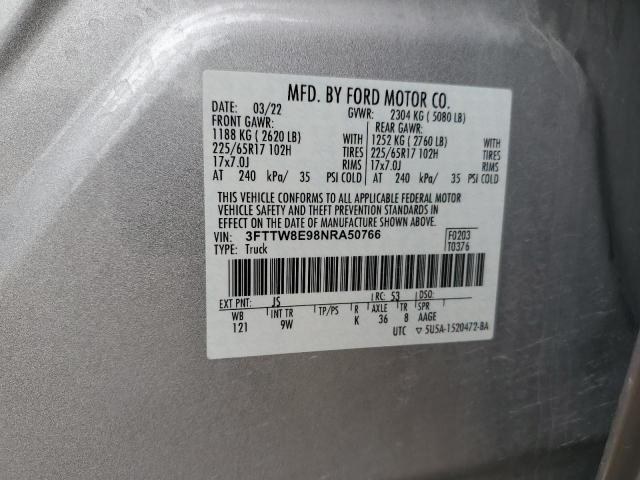 MFD. BY FORD MOTOR CO.
DATE: 03/22 GVWR: 2304 KG ( 5080 LB)
FRONT GAWR: REAR GAWR:
1188 KG ( 2620 LB) WITH 1252 KG ( 2760 LB) WITH
225/65R17 102H TIRES 225/65R17 102H TIRES
17x7.0J RIMS 17x7.0J RIMS
AT 240 kPa/ 35 PSI COLD AT 240 kPa/ 35 PSI COLD
THIS VEHICLE CONFORMS TO ALL APPLICABLE FEDERAL MOTOR
VEHICLE SAFETY AND THEFT PREVENTION STANDARDS IN
EFFECT ON THE DATE OF MANUFACTURE SHOWN ABOVE.
VIN: 3FTTW8E98NRA50766 F0203
TYPE: Truck T0376
EXT PNT: JS RC: 53 DSO:
WB INT TR TP/PS R AXLE TR SPR
121 9W K 36 8 AAGE
UTC ▽ 5U5A-1520472-BA